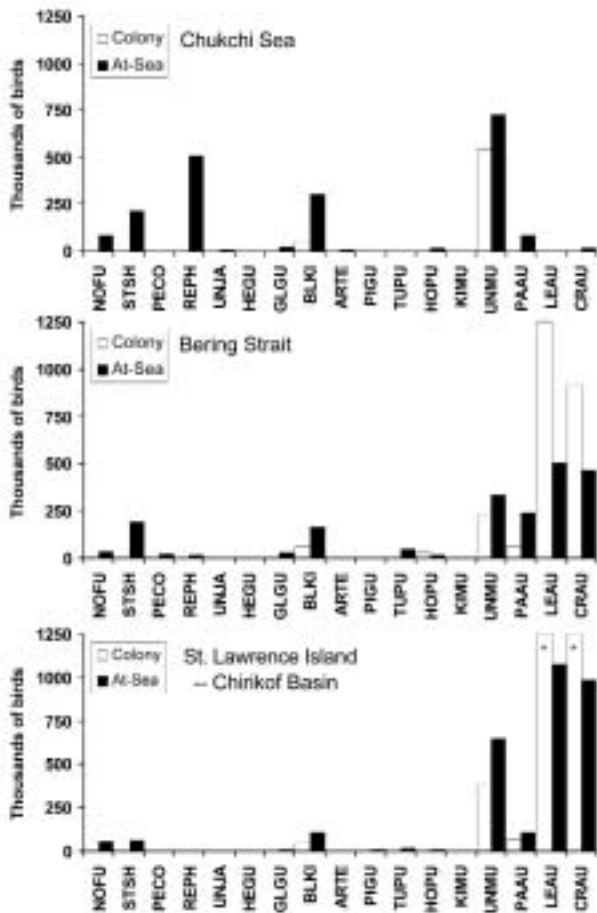 Thousands of birds
1250
1000
750
500
250
0
Colony
At-Sea
Chukchi Sea
NOFU
STSH
PECO
REPH
UNJA
HEGU
GLGU
BLKI
ARTE
PIGU
TUPU
HOPU
KIMU
UNMU
PAAU
LEAU
CRAU
Thousands of birds
1250
1000
750
500
250
0
Colony
At-Sea
Bering Strait
NOFU
STSH
PECO
REPH
UNJA
HEGU
GLGU
BLKI
ARTE
PIGU
TUPU
HOPU
KIMU
UNMU
PAAU
LEAU
CRAU
Thousands of birds
1250
1000
750
500
250
0
Colony
At-Sea
St. Lawrence Island
-- Chirikof Basin
*
*
NOFU
STSH
PECO
REPH
UNJA
HEGU
GLGU
BLKI
ARTE
PIGU
TUPU
HOPU
KIMU
UNMU
PAAU
LEAU
CRAU